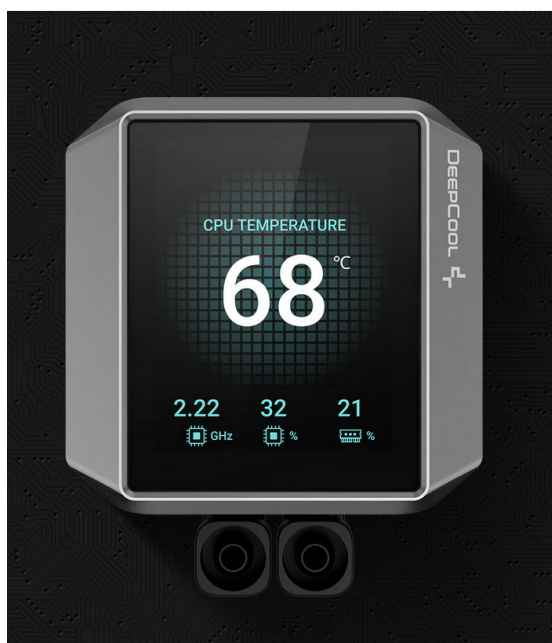 CPU TEMPERATURE
68 °C
2.22 32 21
GHz % %
DEEPCOOL